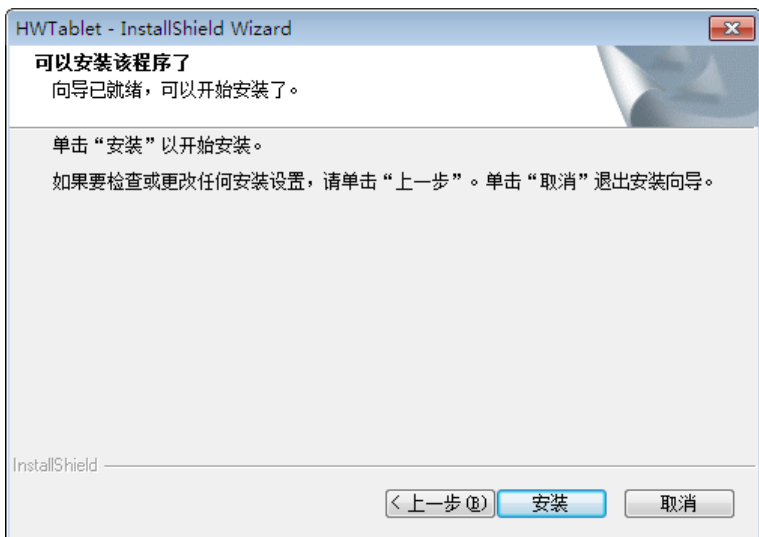 HWTablet - InstallShield Wizard
可以安装该程序了
向导已就绪，可以开始安装了。
单击“安装”以开始安装。
如果要检查或更改任何安装设置，请单击“上一步”。单击“取消”退出安装向导。
InstallShield
< 上一步(B)
安装
取消